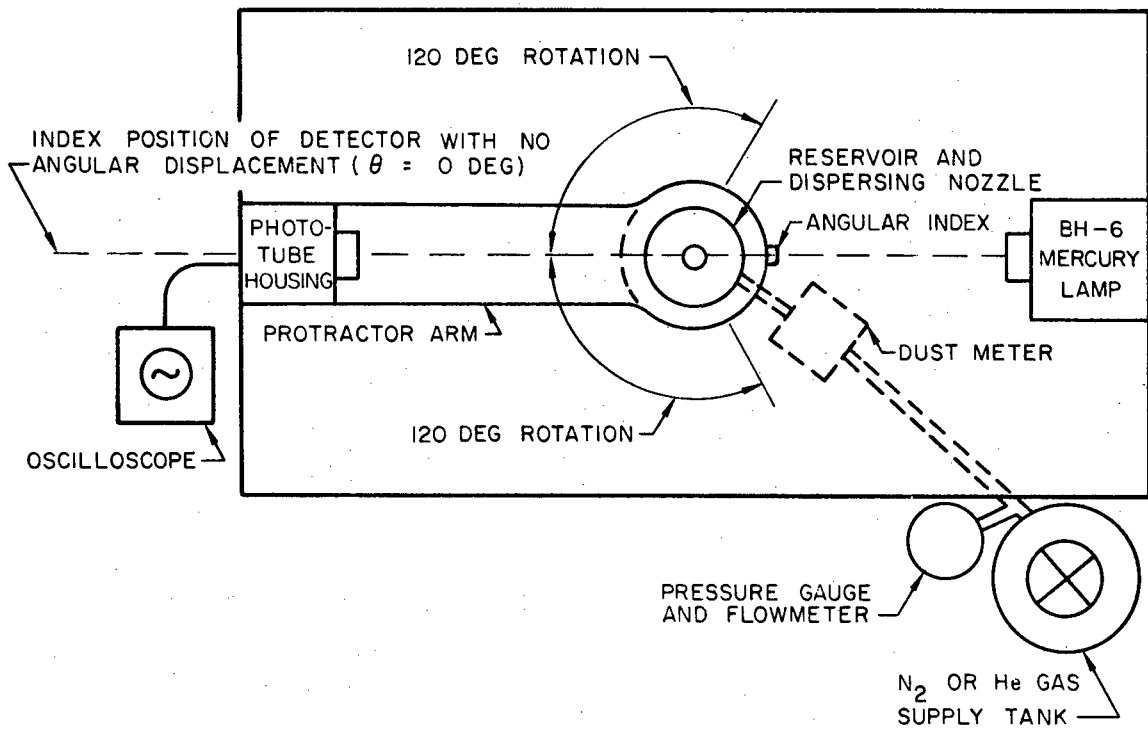 120 DEG ROTATION
INDEX POSITION OF DETECTOR WITH NO
ANGULAR DISPLACEMENT (θ = 0 DEG)
RESERVOIR AND
DISPERSING NOZZLE
ANGULAR INDEX
PHOTO-
TUBE
HOUSING
BH-6
MERCURY
LAMP
PROTRACTOR ARM
DUST METER
120 DEG ROTATION
OSCILLOSCOPE
PRESSURE GAUGE
AND FLOWMETER
N₂ OR He GAS
SUPPLY TANK